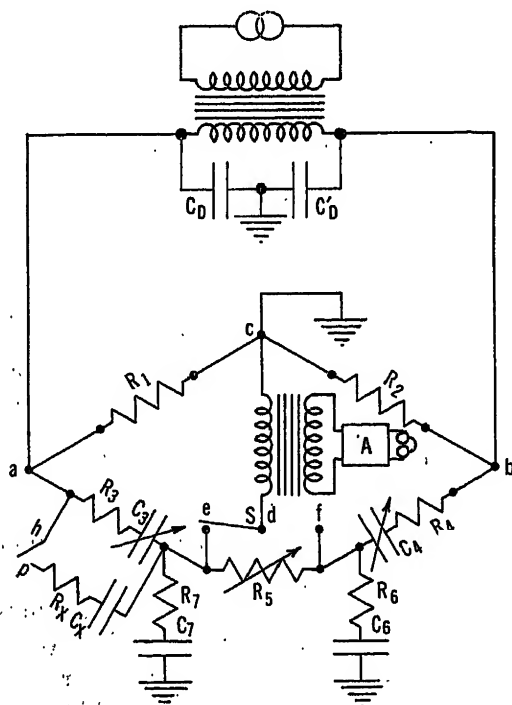 C_D C'_D
c
R_1 R_2
A
a b
R_3 C_3 e S d f C_4 R_4
h
p
R_X C_X R_7 R_5 R_6
C_7 C_6